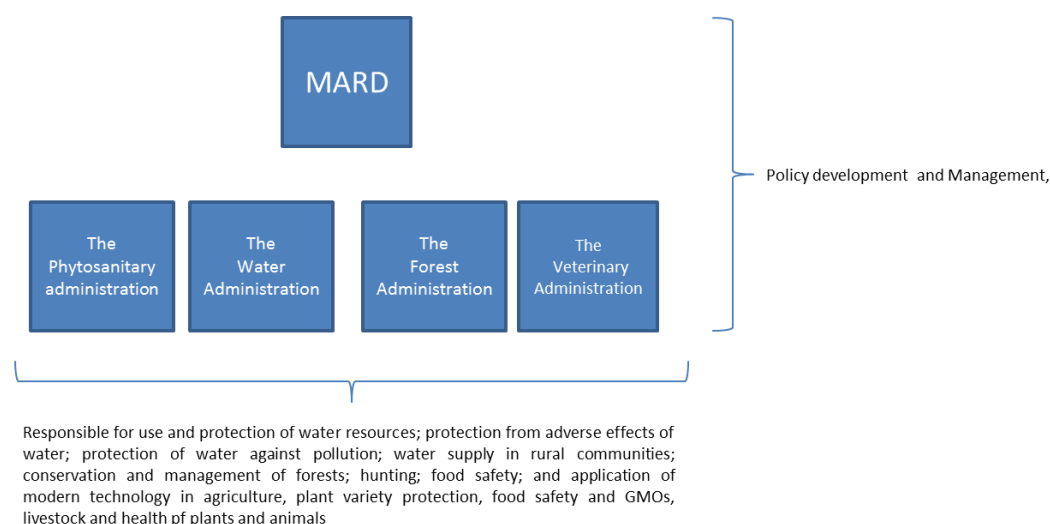 MARD
Policy development and Management,
The
Phytosanitary
administration
The
Water
Administration
The
Forest
Administration
The
Veterinary
Administration
Responsible for use and protection of water resources; protection from adverse effects of
water; protection of water against pollution; water supply in rural communities;
conservation and management of forests; hunting; food safety; and application of
modern technology in agriculture, plant variety protection, food safety and GMOs,
livestock and health pf plants and animals